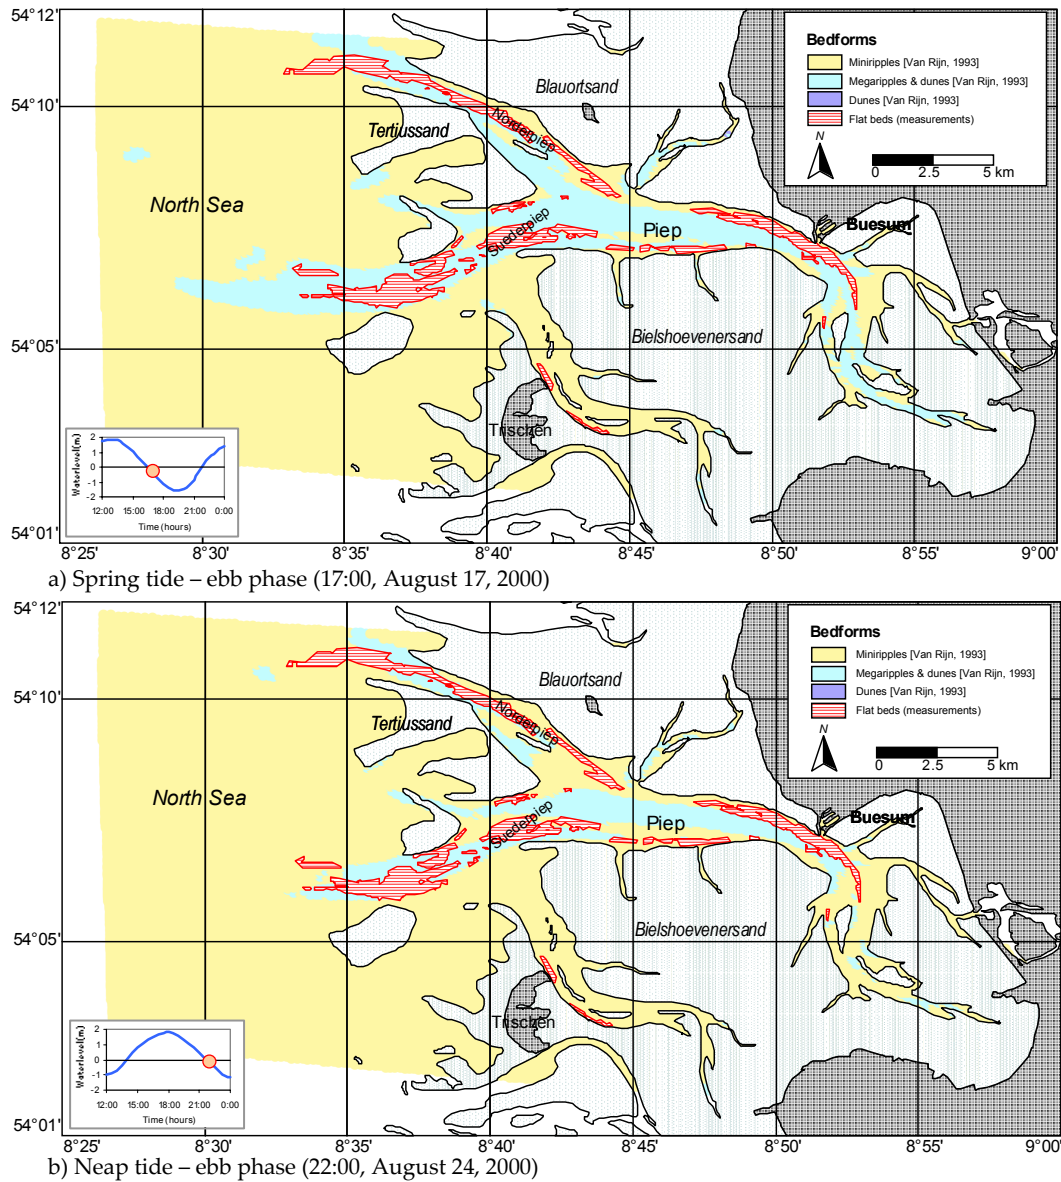 54°12'
54°10'
54°05'
54°01'
8°25'
8°30'
8°35'
8°40'
8°45'
8°50'
8°55'
9°00'
Bedforms
Miniripples [Van Rijn, 1993]
Megaripples & dunes [Van Rijn, 1993]
Dunes [Van Rijn, 1993]
Flat beds (measurements)
N
0 2.5 5 km
Blauortsand
Norderpiep
Tertiussand
North Sea
Suederpiep
Piep
Buesum
Bielshoevenersand
Trischen
Waterlevel(m)
2
1
0
-1
-2
12:00 15:00 18:00 21:00 0:00
Time (hours)
a) Spring tide – ebb phase (17:00, August 17, 2000)
54°12'
54°10'
54°05'
54°01'
8°25'
8°30'
8°35'
8°40'
8°45'
8°50'
8°55'
9°00'
Bedforms
Miniripples [Van Rijn, 1993]
Megaripples & dunes [Van Rijn, 1993]
Dunes [Van Rijn, 1993]
Flat beds (measurements)
N
0 2.5 5 km
Blauortsand
Norderpiep
Tertiussand
North Sea
Suederpiep
Piep
Buesum
Bielshoevenersand
Trischen
Waterlevel(m)
2
1
0
-1
-2
12:00 15:00 18:00 21:00 0:00
Time (hours)
b) Neap tide – ebb phase (22:00, August 24, 2000)